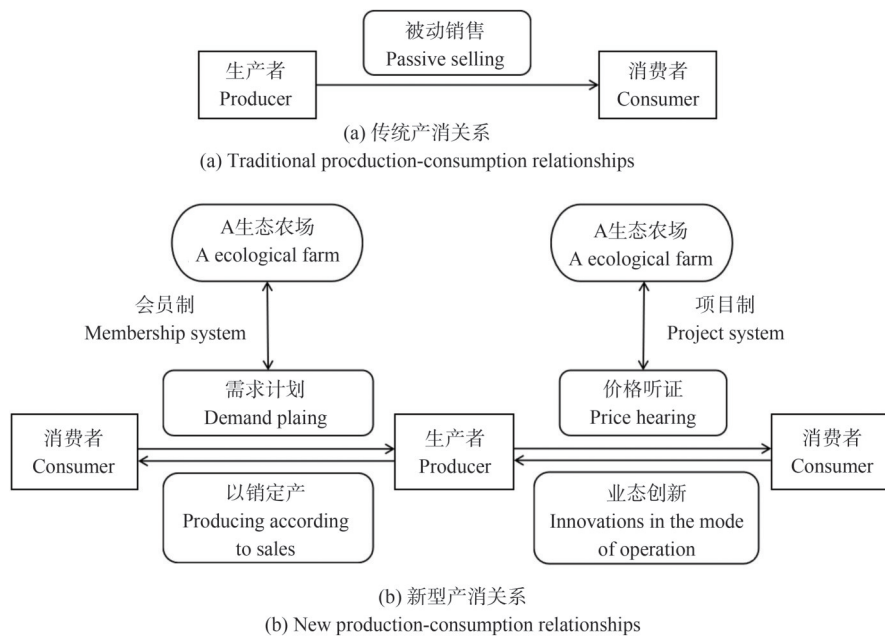 被动销售
Passive selling
生产者
Producer
消费者
Consumer
(a) 传统产消关系
(a) Traditional procduction-consumption relationships
A生态农场
A ecological farm
A生态农场
A ecological farm
会员制
Membership system
项目制
Project system
需求计划
Demand plaing
价格听证
Price hearing
消费者
Consumer
生产者
Producer
消费者
Consumer
以销定产
Producing according
to sales
业态创新
Innovations in the mode
of operation
(b) 新型产消关系
(b) New production-consumption relationships